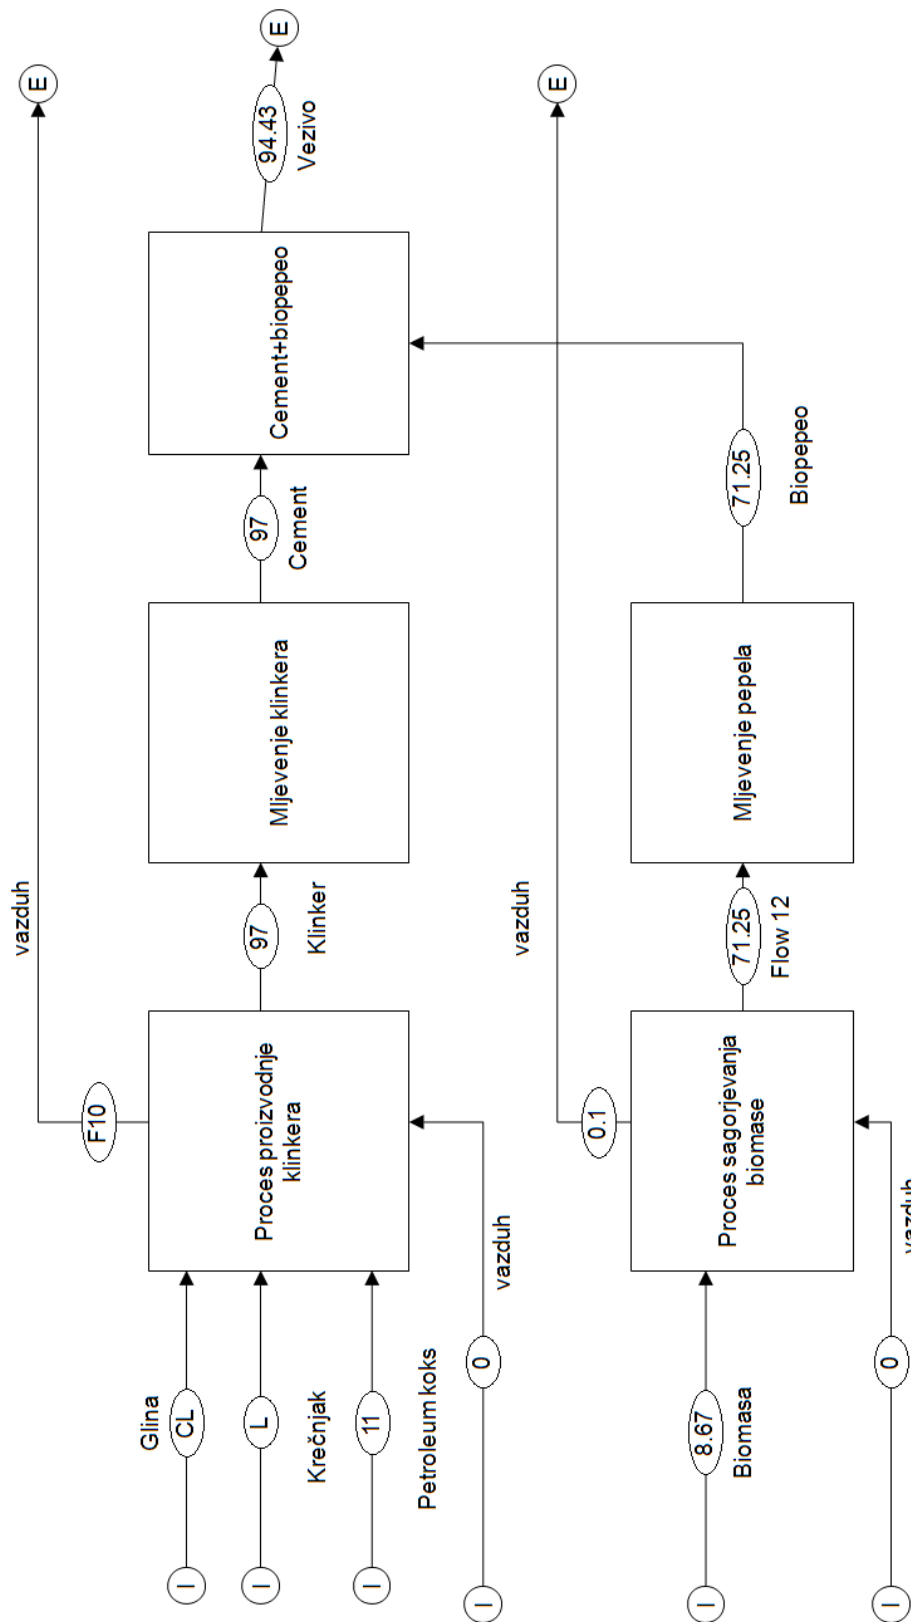 vazduh
E
F10
Glina
CL
I
Proces proizvodnje
klinkera
L
I
Krečnjak
97
Klinker
Mljevenje klinkera
97
Cement
Cement+biopepeo
94.43
Vezivo
E
11
I
Petroleum koks
0
I
vazduh
vazduh
E
0.1
8.67
I
Biomasa
Proces sagorjevanja
biomase
71.25
Flow 12
Mljevenje pepela
71.25
Biopepeo
0
I
vazduh